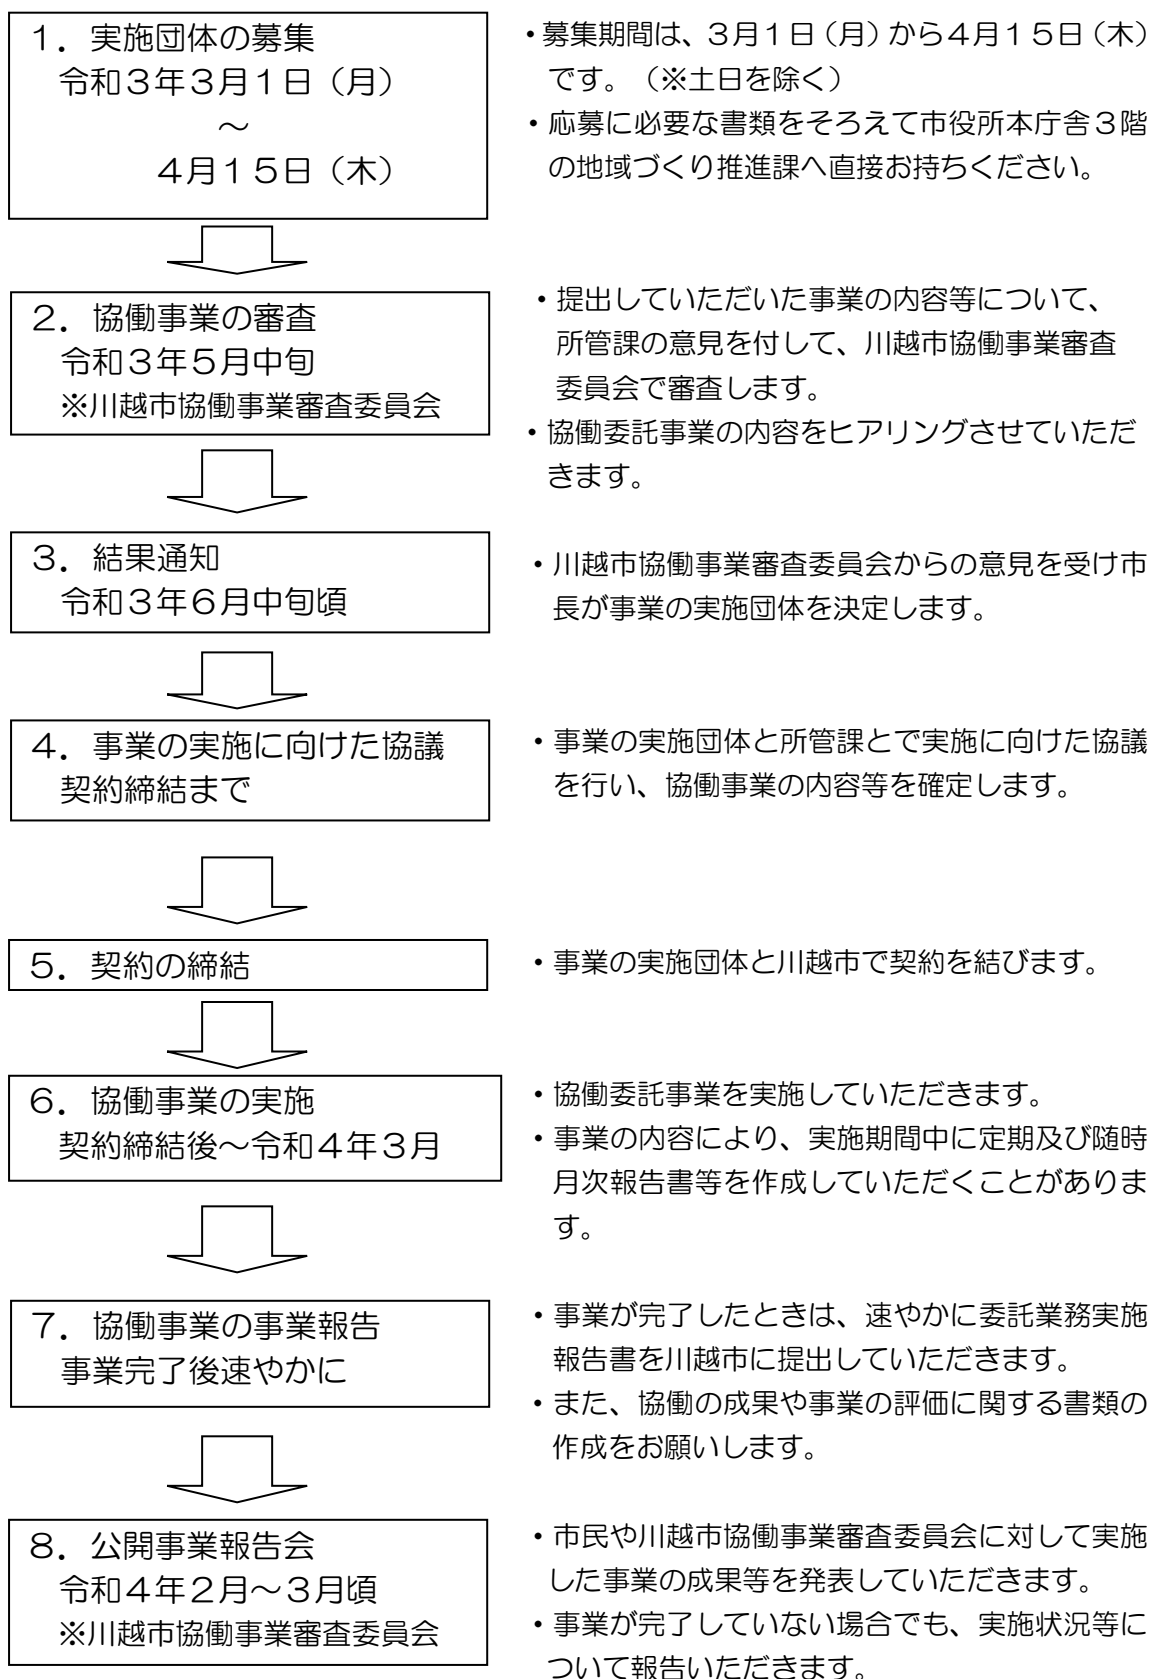 １．実施団体の募集
令和３年３月１日（月）
～
４月１５日（木）
・募集期間は、３月１日（月）から４月１５日（木）
です。（※土日を除く）
・応募に必要な書類をそろえて市役所本庁舎３階
の地域づくり推進課へ直接お持ちください。
２．協働事業の審査
令和３年５月中旬
※川越市協働事業審査委員会
・提出していただいた事業の内容等について、
所管課の意見を付して、川越市協働事業審査
委員会で審査します。
・協働委託事業の内容をヒアリングさせていただ
きます。
３．結果通知
令和３年６月中旬頃
・川越市協働事業審査委員会からの意見を受け市
長が事業の実施団体を決定します。
４．事業の実施に向けた協議
契約締結まで
・事業の実施団体と所管課とで実施に向けた協議
を行い、協働事業の内容等を確定します。
５．契約の締結
・事業の実施団体と川越市で契約を結びます。
６．協働事業の実施
契約締結後～令和４年３月
・協働委託事業を実施していただきます。
・事業の内容により、実施期間中に定期及び随時
月次報告書等を作成していただくことがありま
す。
７．協働事業の事業報告
事業完了後速やかに
・事業が完了したときは、速やかに委託業務実施
報告書を川越市に提出していただきます。
・また、協働の成果や事業の評価に関する書類の
作成をお願いします。
８．公開事業報告会
令和４年２月～３月頃
※川越市協働事業審査委員会
・市民や川越市協働事業審査委員会に対して実施
した事業の成果等を発表していただきます。
・事業が完了していない場合でも、実施状況等に
ついて報告いただきます。